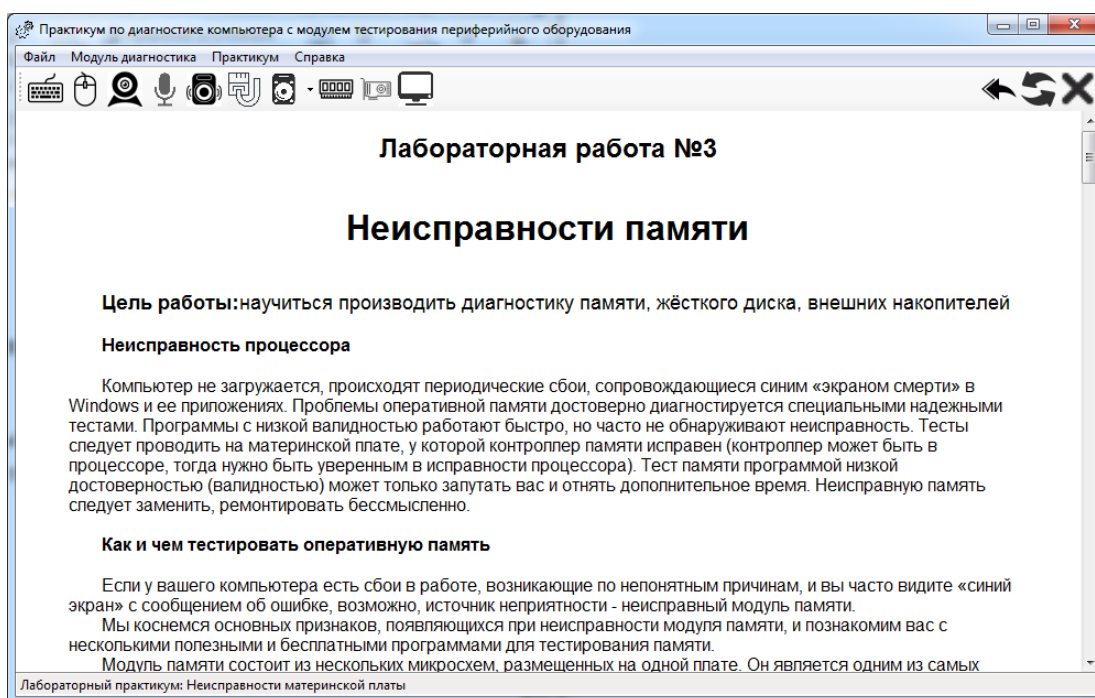 Практикум по диагностике компьютера с модулем тестирования периферийного оборудования
Файл Модуль диагностика Практикум Справка
Лабораторная работа №3
Неисправности памяти
Цель работы:научиться производить диагностику памяти, жёсткого диска, внешних накопителей
Неисправность процессора
Компьютер не загружается, происходят периодические сбои, сопровождающиеся синим «экраном смерти» в
Windows и ее приложениях. Проблемы оперативной памяти достоверно диагностируется специальными надежными
тестами. Программы с низкой валидностью работают быстро, но часто не обнаруживают неисправность. Тесты
следует проводить на материнской плате, у которой контроллер памяти исправен (контроллер может быть в
процессоре, тогда нужно быть уверенным в исправности процессора). Тест памяти программой низкой
достоверностью (валидностью) может только запутать вас и отнять дополнительное время. Неисправную память
следует заменить, ремонтировать бессмысленно.
Как и чем тестировать оперативную память
Если у вашего компьютера есть сбои в работе, возникающие по непонятным причинам, и вы часто видите «синий
экран» с сообщением об ошибке, возможно, источник неприятности - неисправный модуль памяти.
Мы коснемся основных признаков, появляющихся при неисправности модуля памяти, и познакомим вас с
несколькими полезными и бесплатными программами для тестирования памяти.
Модуль памяти состоит из нескольких микросхем, размещенных на одной плате. Он является одним из самых
Лабораторный практикум: Неисправности материнской платы